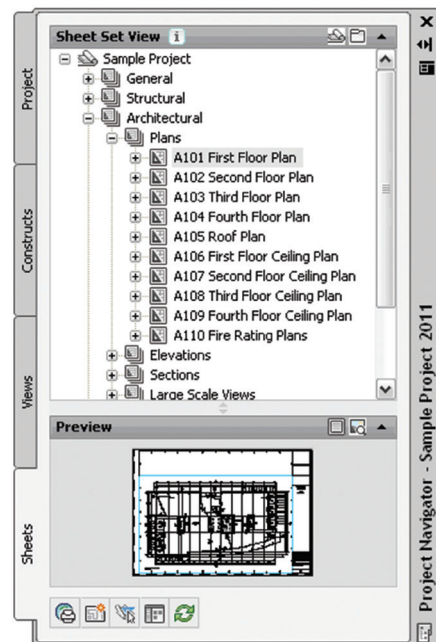 Project
Constructs
Views
Sheets
Sheet Set View
Sample Project
General
Structural
Architectural
Plans
A101 First Floor Plan
A102 Second Floor Plan
A103 Third Floor Plan
A104 Fourth Floor Plan
A105 Roof Plan
A106 First Floor Ceiling Plan
A107 Second Floor Ceiling Plan
A108 Third Floor Ceiling Plan
A109 Fourth Floor Ceiling Plan
A110 Fire Rating Plans
Elevations
Sections
Large Scale Views
Preview
Project Navigator - Sample Project 2011